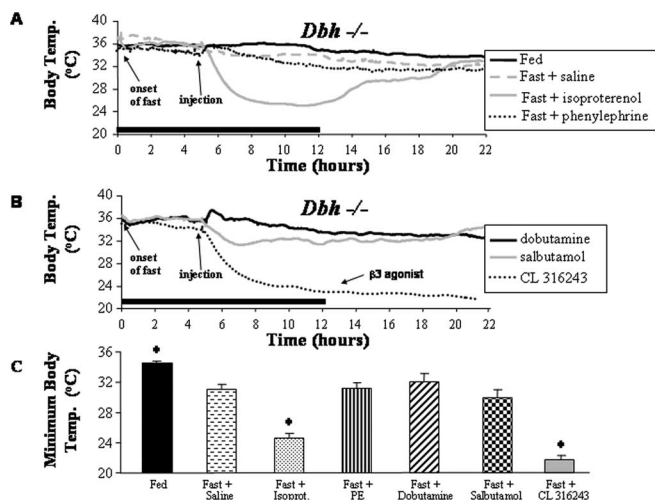 A
Dbh -/-
Body Temp.
(°C)
36
32
28
24
20
onset
of fast
injection
0 2 4 6 8 10 12 14 16 18 20 22
Time (hours)
Fed
Fast + saline
Fast + isoproterenol
Fast + phenylephrine
B
Dbh -/-
Body Temp.
(°C)
36
32
28
24
20
onset
of fast
injection
β3 agonist
0 2 4 6 8 10 12 14 16 18 20 22
Time (hours)
dobutamine
salbutamol
CL 316243
C
Minimum Body
Temp. (°C)
36
32
28
24
20
Fed
Fast +
Saline
Fast +
Isoprot.
Fast +
PE
Fast +
Dobutamine
Fast +
Salbutamol
Fast +
CL 316243